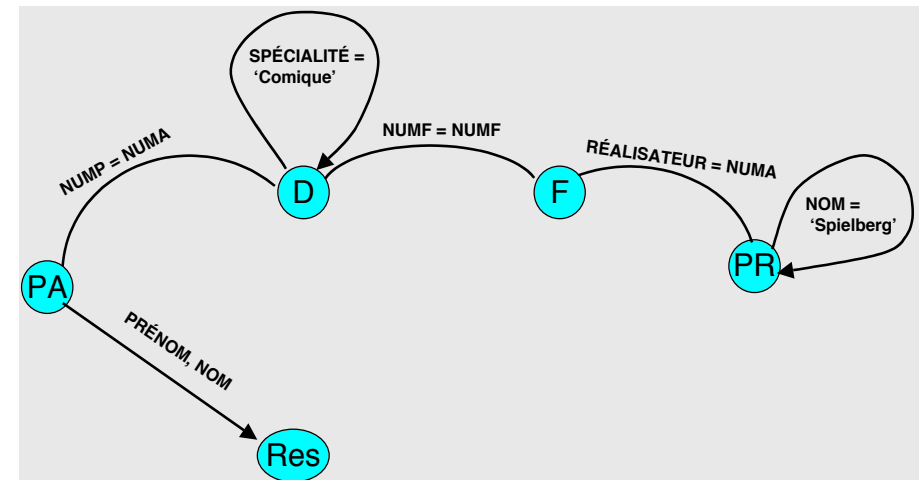 SPÉCIALITÉ =
‘Comique’
NUMF = NUMF
NUMP = NUMA
RÉALISATEUR = NUMA
D
F
NOM =
‘Spielberg’
PR
PA
PRÉNOM, NOM
Res